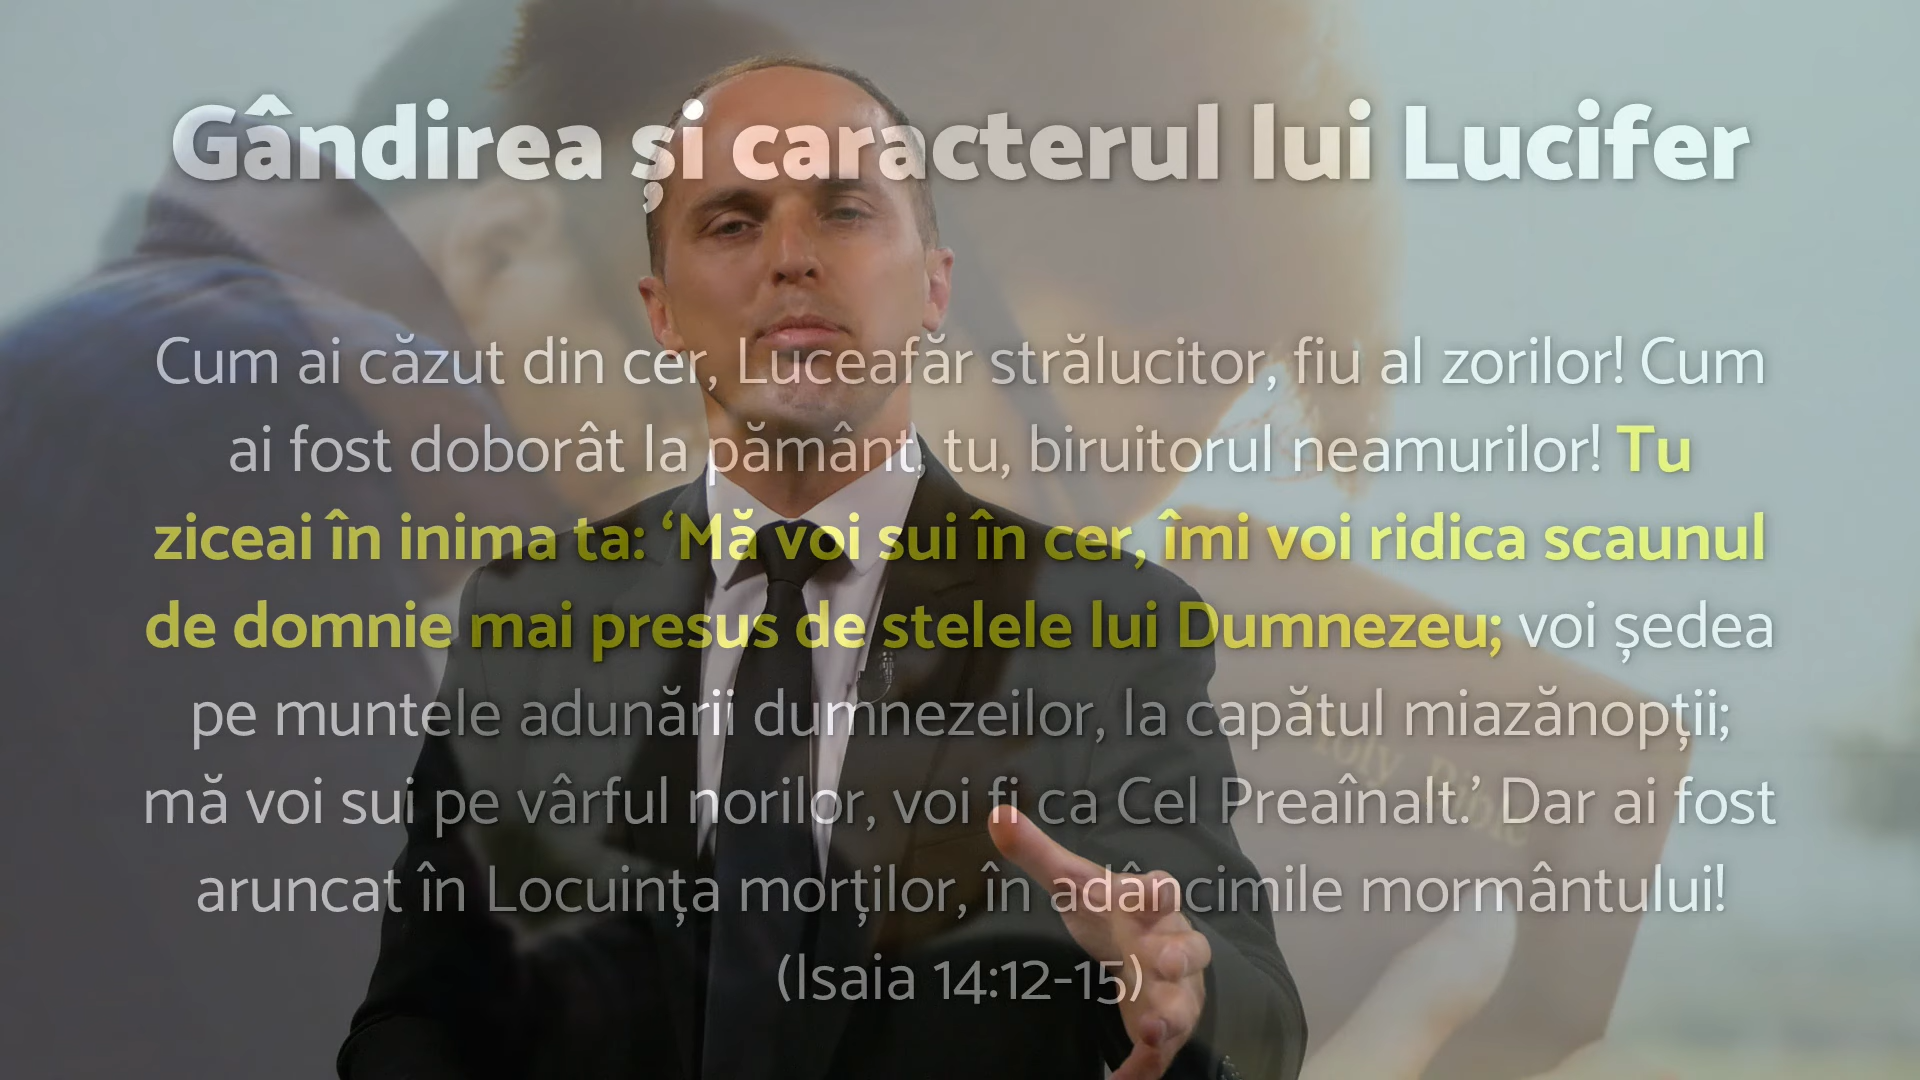 Gândirea și caracterul lui Lucifer
Cum ai căzut din cer, Luceafăr strălucitor, fiu al zorilor! Cum
ai fost doborât la pământ, tu, biruitorul neamurilor! Tu
ziceai în inima ta: ‘Mă voi sui în cer, îmi voi ridica scaunul
de domnie mai presus de stelele lui Dumnezeu; voi ședea
pe muntele adunării dumnezeilor, la capătul miazănopții;
mă voi sui pe vârful norilor, voi fi ca Cel Preaînalt.’ Dar ai fost
aruncat în Locuința morților, în adâncimile mormântului!
(Isaia 14:12-15)
Holy Bible